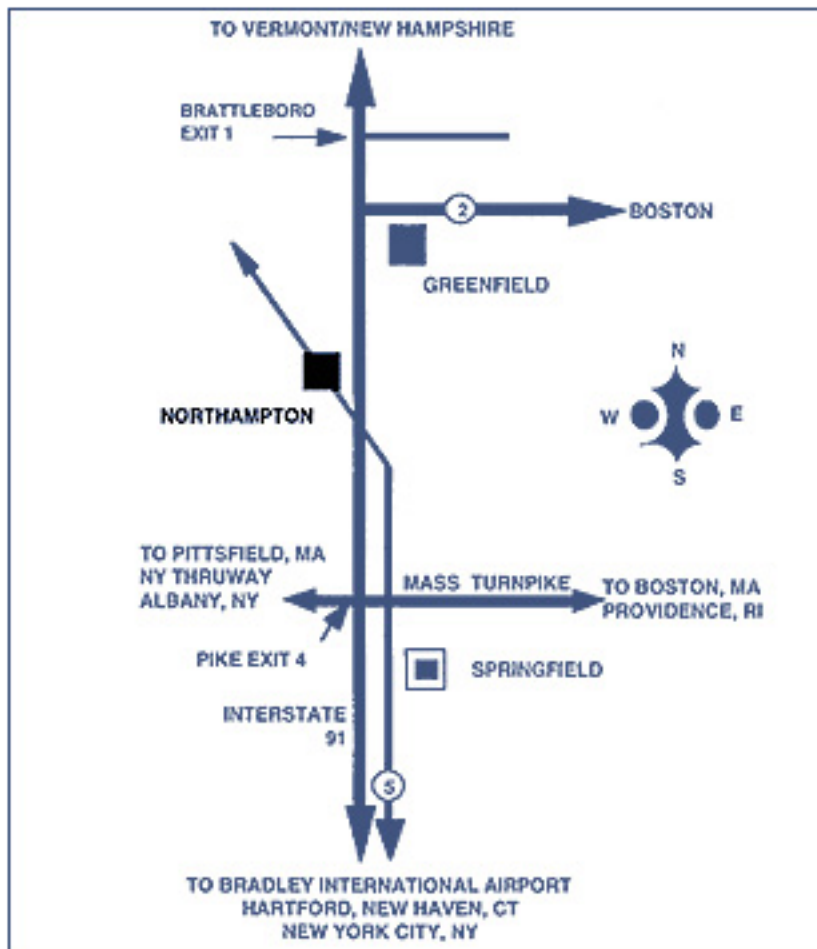 TO VERMONT/NEW HAMPSHIRE
BRATTLEBORO
EXIT 1
2
BOSTON
GREENFIELD
N
W
E
S
NORTHAMPTON
TO PITTSFIELD, MA
NY THRUWAY
ALBANY, NY
MASS TURNPIKE
TO BOSTON, MA
PROVIDENCE, RI
PIKE EXIT 4
SPRINGFIELD
INTERSTATE
91
5
TO BRADLEY INTERNATIONAL AIRPORT
HARTFORD, NEW HAVEN, CT
NEW YORK CITY, NY